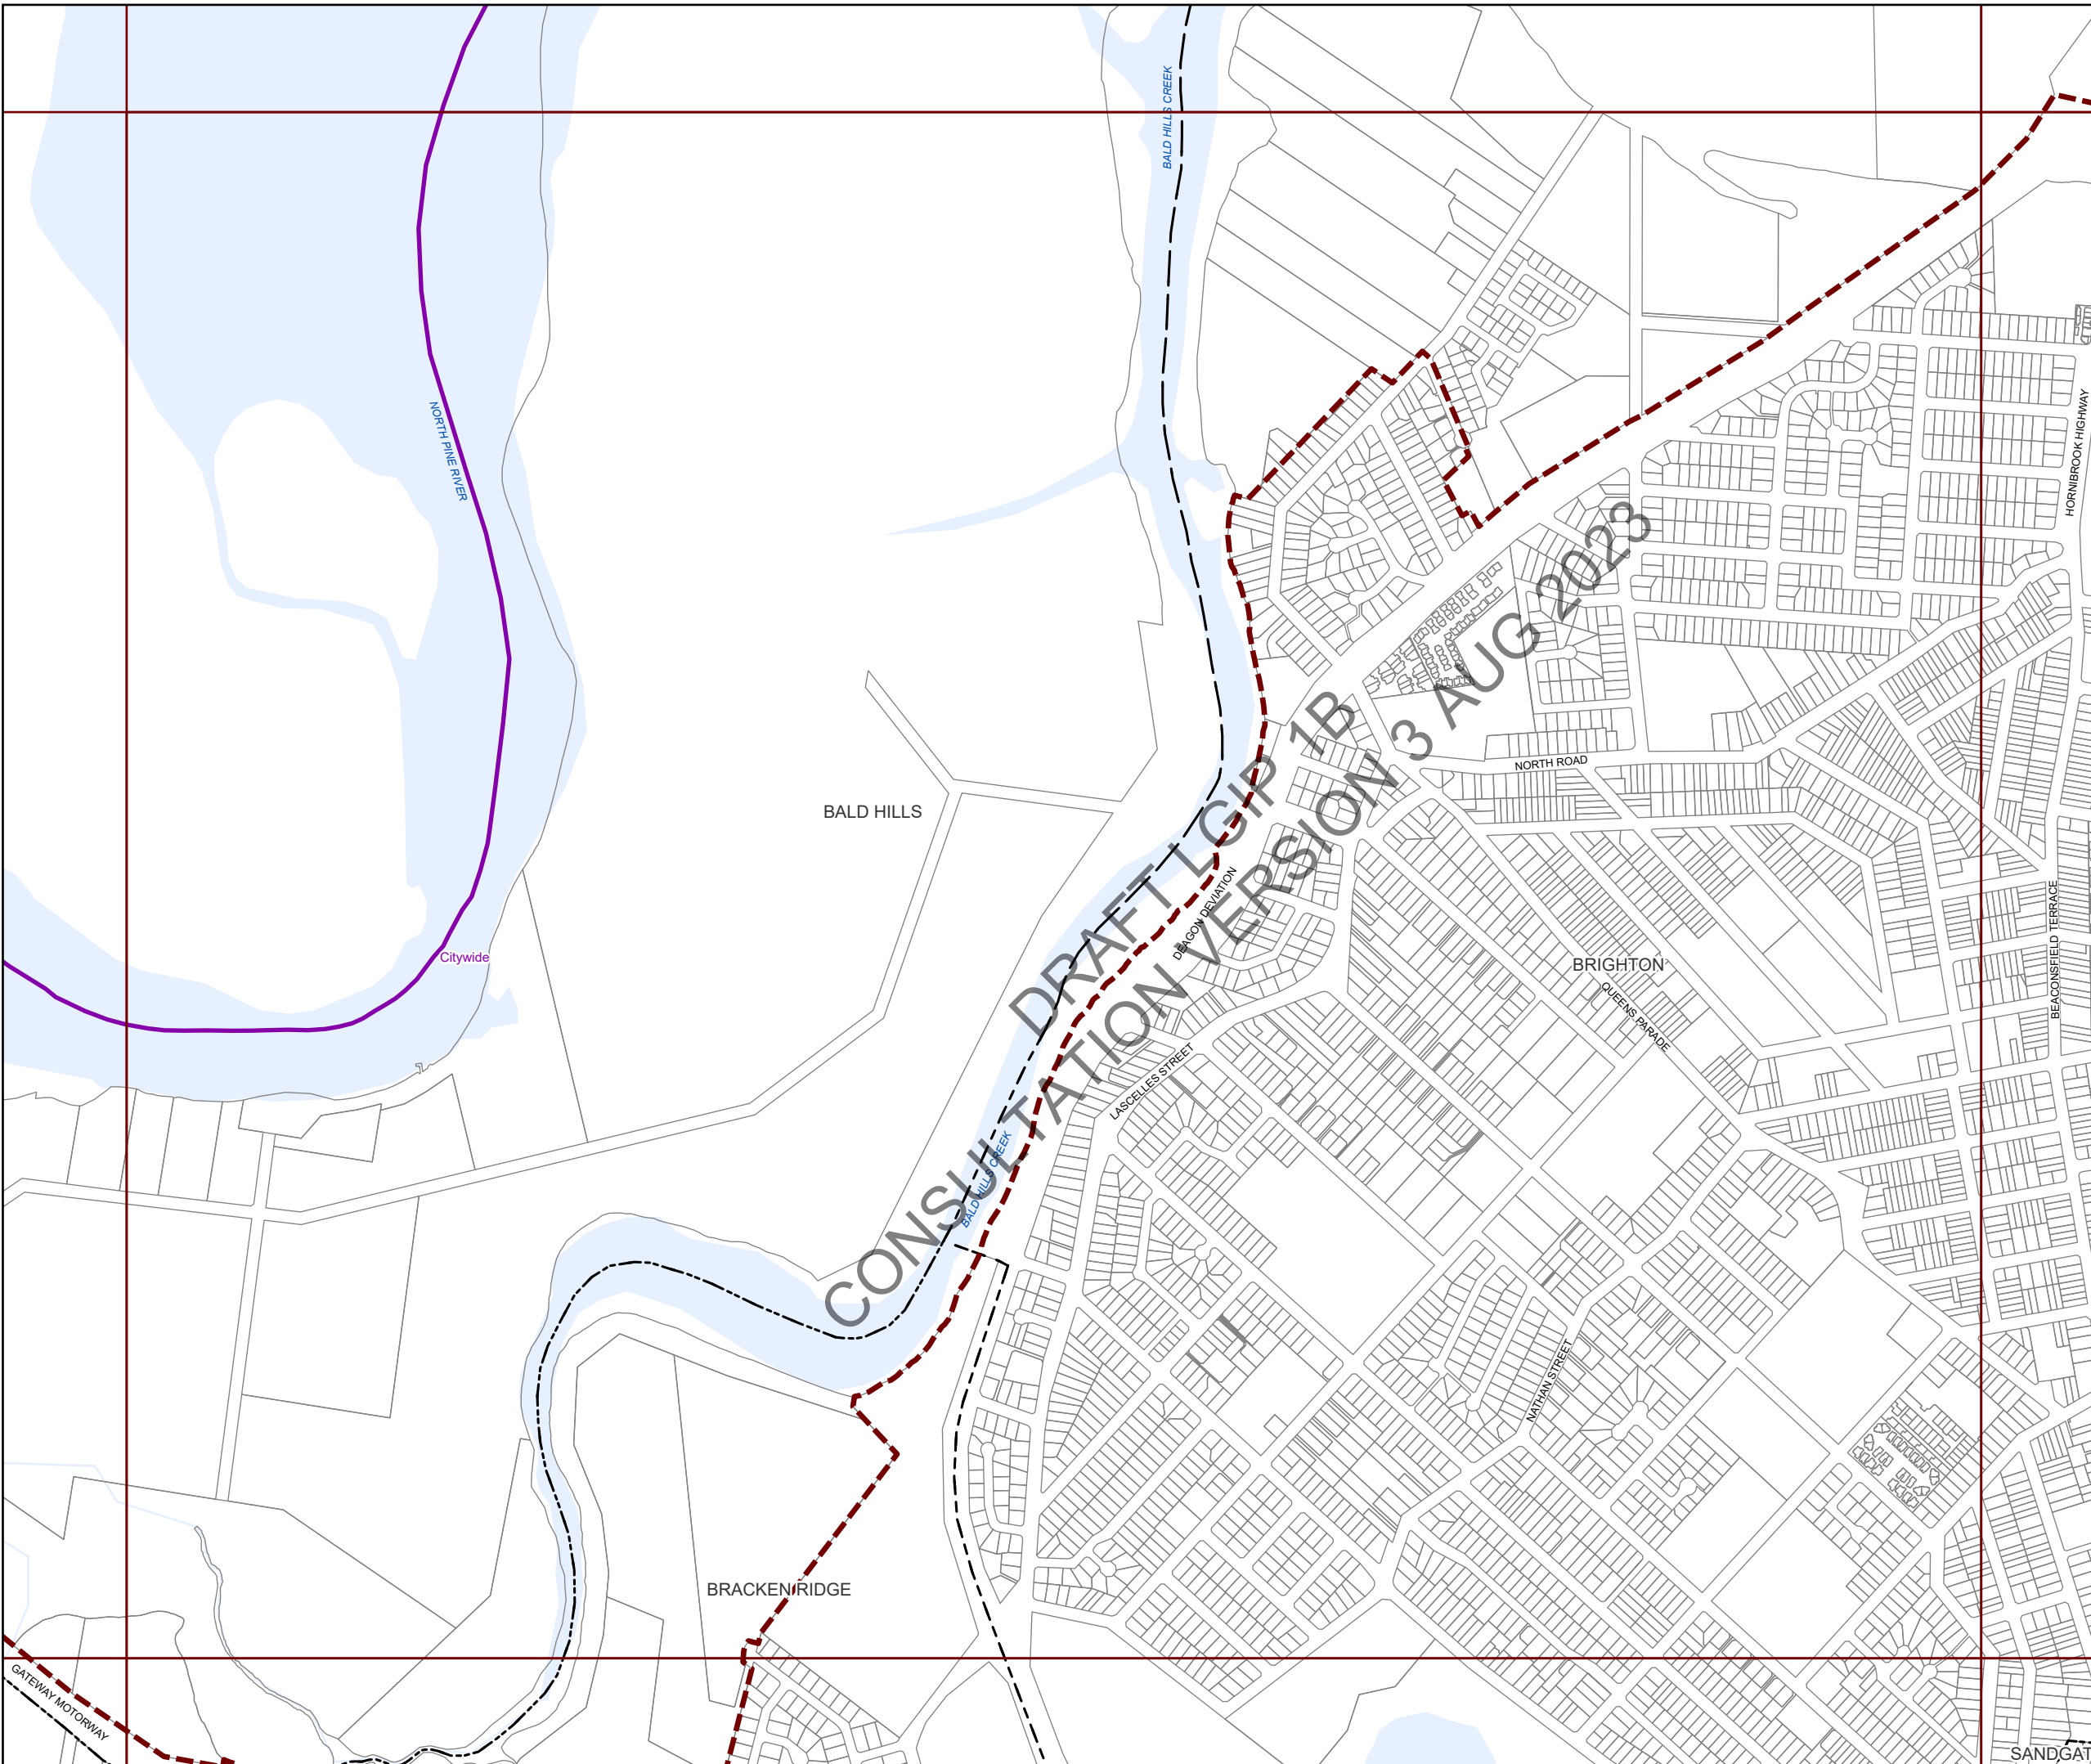 BALD HILLS CREEK
NORTH PINE RIVER
HORNIBROOK HIGHWAY
NORTH ROAD
BALD HILLS
DRAFT LGIP 1B
CONSULTATION VERSION 3 AUG 2023
DEAGON DEVIATION
BEACONSFIELD TERRACE
Citywide
BRIGHTON
QUEENS PARADE
LASCELLES STREET
BALD HILLS CREEK
NATHAN STREET
BRACKEN RIDGE
GATEWAY MOTORWAY
SANDGAT